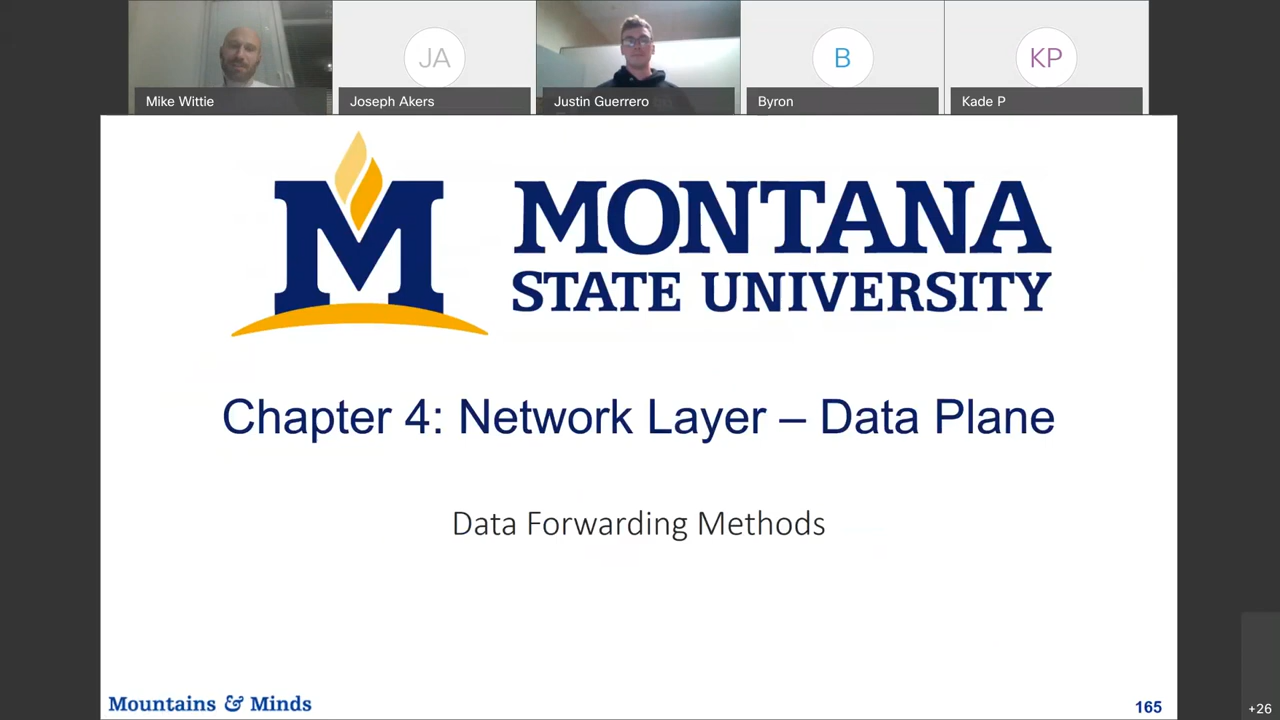 JA
B
KP
Mike Wittie
Joseph Akers
Justin Guerrero
Byron
Kade P
MONTANA
STATE UNIVERSITY
Chapter 4: Network Layer – Data Plane
Data Forwarding Methods
Mountains & Minds
165
+26